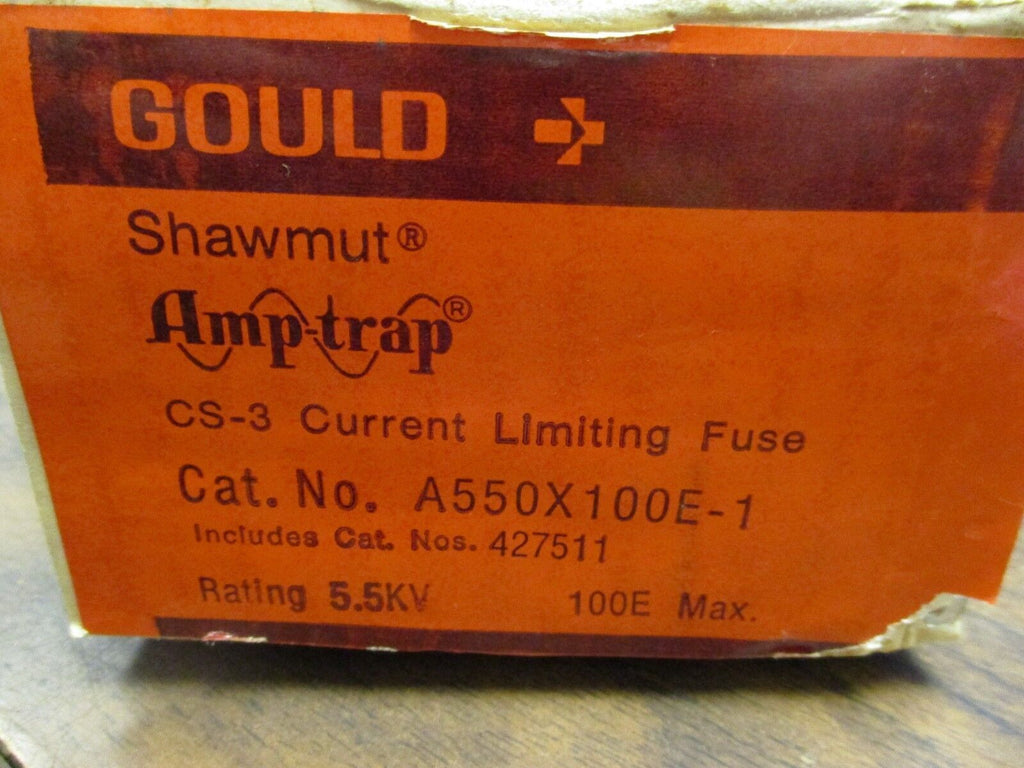 GOULD
Shawmut®
Amp-trap®
CS-3 Current Limiting Fuse
Cat. No. A550X100E-1
Includes Cat. Nos. 427511
Rating 5.5KV 100E Max.